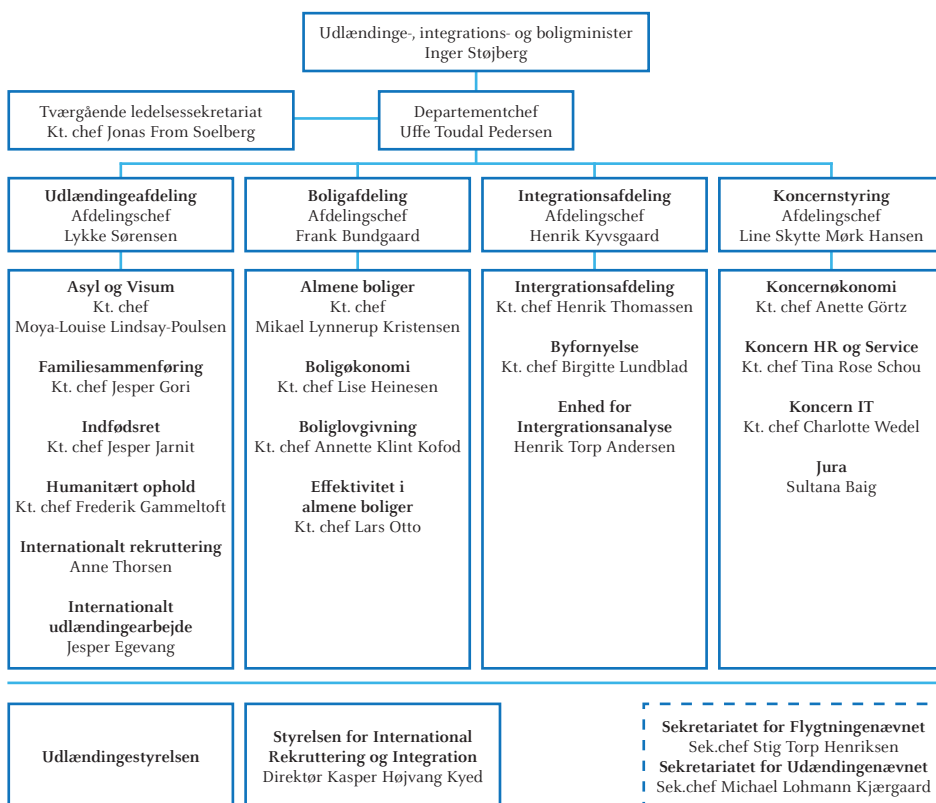 Udlændinge-, integrations- og boligminister
Inger Støjberg
Tværgående ledelsessekretariat
Kt. chef Jonas From Soelberg
Departementchef
Uffe Toudal Pedersen
Udlændingeafdeling
Afdelingschef
Lykke Sørensen
Boligafdeling
Afdelingschef
Frank Bundgaard
Integrationsafdeling
Afdelingschef
Henrik Kyvsgaard
Koncernstyring
Afdelingschef
Line Skytte Mørk Hansen
Asyl og Visum
Kt. chef
Moya-Louise Lindsay-Poulsen
Familiesammenføring
Kt. chef Jesper Gori
Indfødsret
Kt. chef Jesper Jarnit
Humanitært ophold
Kt. chef Frederik Gammeltoft
Internationalt rekruttering
Anne Thorsen
Internationalt
udlændingearbejde
Jesper Egevang
Almene boliger
Kt. chef
Mikael Lynnerup Kristensen
Boligøkonomi
Kt. chef Lise Heinesen
Boliglovgivning
Kt. chef Annette Klint Kofod
Effektivitet i
almene boliger
Kt. chef Lars Otto
Intergrationsafdeling
Kt. chef Henrik Thomassen
Byfornyelse
Kt. chef Birgitte Lundblad
Enhed for
Intergrationsanalyse
Henrik Torp Andersen
Koncernøkonomi
Kt. chef Anette Görtz
Koncern HR og Service
Kt. chef Tina Rose Schou
Koncern IT
Kt. chef Charlotte Wedel
Jura
Sultana Baig
Udlændingestyrelsen
Styrelsen for International
Rekruttering og Integration
Direktør Kasper Højvang Kyed
Sekretariatet for Flygtningenævnet
Sek.chef Stig Torp Henriksen
Sekretariatet for Udændingenævnet
Sek.chef Michael Lohmann Kjærgaard